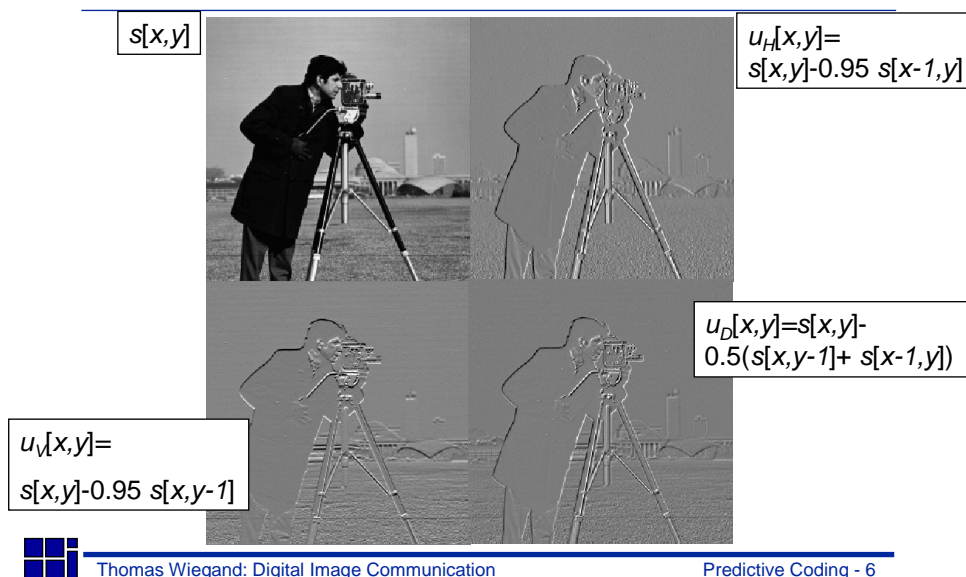 s[x,y]
u_H[x,y]=
s[x,y]-0.95 s[x-1,y]
u_D[x,y]=s[x,y]-
0.5(s[x,y-1]+ s[x-1,y])
u_V[x,y]=
s[x,y]-0.95 s[x,y-1]
Thomas Wiegand: Digital Image Communication
Predictive Coding - 6